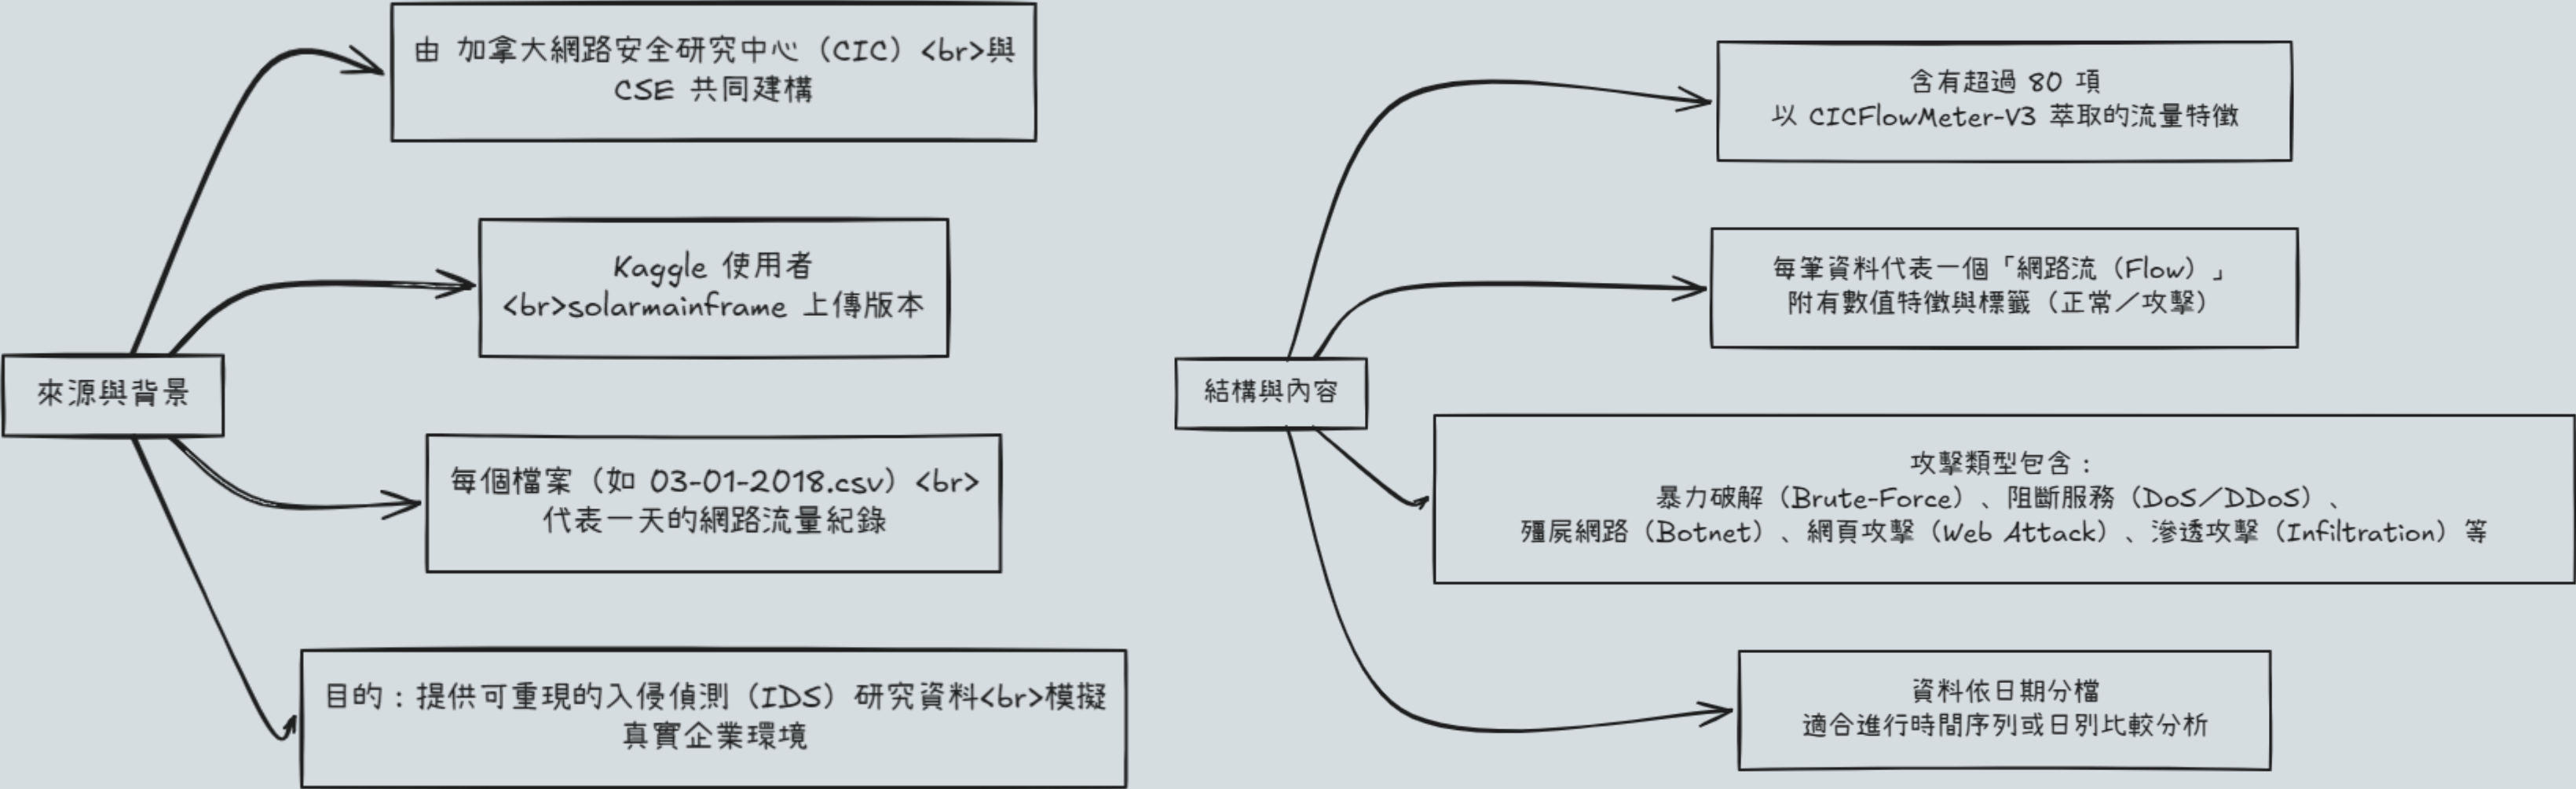 來源與背景
由 加拿大網路安全研究中心（CIC）<br>與
CSE 共同建構
Kaggle 使用者
<br>solarmainframe 上傳版本
每個檔案（如 03-01-2018.csv）<br>
代表一天的網路流量紀錄
目的：提供可重現的入侵偵測（IDS）研究資料<br>模擬
真實企業環境
結構與內容
含有超過 80 項
以 CICFlowMeter-V3 萃取的流量特徵
每筆資料代表一個「網路流（Flow）」
附有數值特徵與標籤（正常／攻擊）
攻擊類型包含：
暴力破解（Brute-Force）、阻斷服務（DoS／DDoS）、
殭屍網路（Botnet）、網頁攻擊（Web Attack）、滲透攻擊（Infiltration）等
資料依日期分檔
適合進行時間序列或日別比較分析